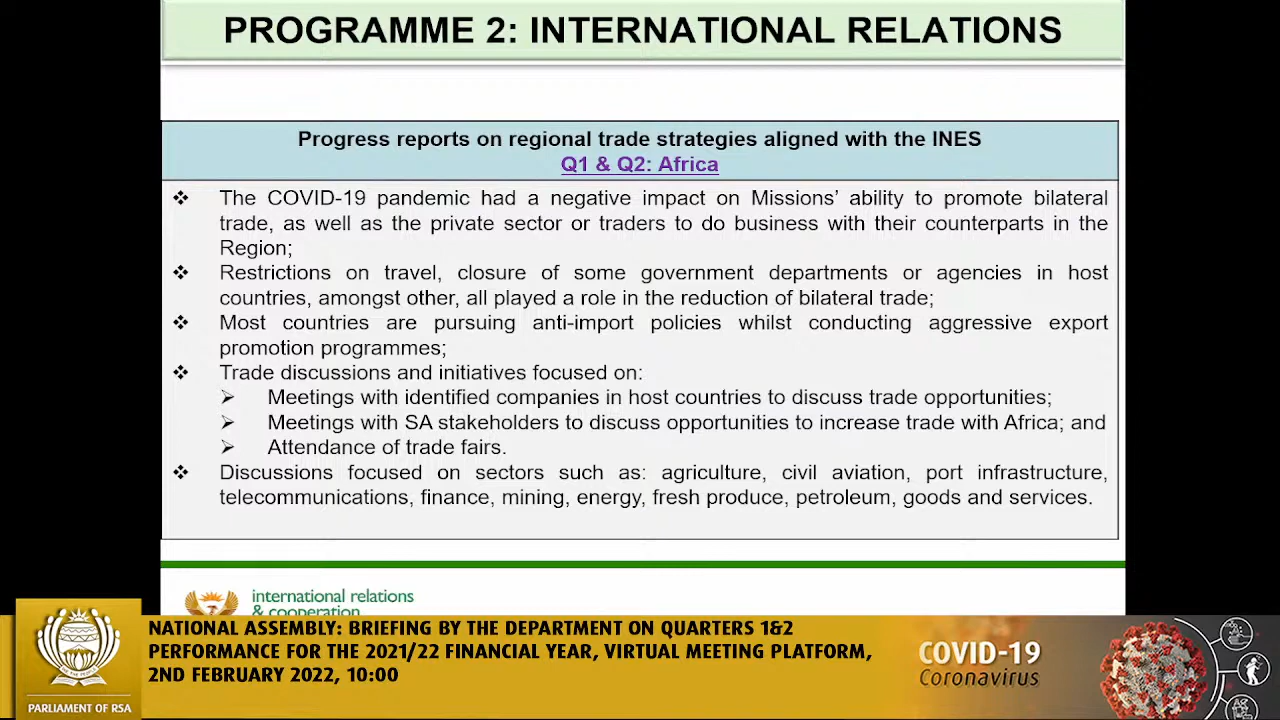 PROGRAMME 2: INTERNATIONAL RELATIONS
Progress reports on regional trade strategies aligned with the INES
Q1 & Q2: Africa
❖ The COVID-19 pandemic had a negative impact on Missions' ability to promote bilateral
trade, as well as the private sector or traders to do business with their counterparts in the
Region;
❖ Restrictions on travel, closure of some government departments or agencies in host
countries, amongst other, all played a role in the reduction of bilateral trade;
❖ Most countries are pursuing anti-import policies whilst conducting aggressive export
promotion programmes;
❖ Trade discussions and initiatives focused on:
➢ Meetings with identified companies in host countries to discuss trade opportunities;
➢ Meetings with SA stakeholders to discuss opportunities to increase trade with Africa; and
➢ Attendance of trade fairs.
❖ Discussions focused on sectors such as: agriculture, civil aviation, port infrastructure,
telecommunications, finance, mining, energy, fresh produce, petroleum, goods and services.
international relations
& cooperation
NATIONAL ASSEMBLY: BRIEFING BY THE DEPARTMENT ON QUARTERS 1&2
PERFORMANCE FOR THE 2021/22 FINANCIAL YEAR, VIRTUAL MEETING PLATFORM,
2ND FEBRUARY 2022, 10:00
PARLIAMENT OF RSA
COVID-19
Coronavirus